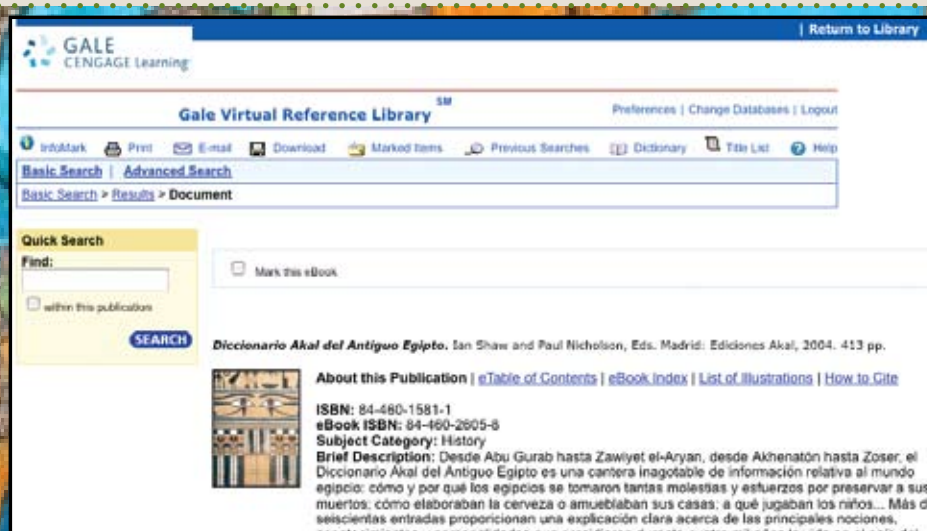 | Return to Library
GALE
CENGAGE Learning
Gale Virtual Reference Library SM
Preferences | Change Databases | Logout
InfoMark Print E-mail Download Marked Items Previous Searches Dictionary Title List Help
Basic Search | Advanced Search
Basic Search > Results > Document
Quick Search
Find:
within this publication
SEARCH
Mark this eBook
Diccionario Akal del Antiguo Egipto. Ian Shaw and Paul Nicholson, Eds. Madrid: Ediciones Akal, 2004. 413 pp.
About this Publication | eTable of Contents | eBook Index | List of Illustrations | How to Cite
ISBN: 84-460-1581-1
eBook ISBN: 84-460-2605-8
Subject Category: History
Brief Description: Desde Abu Gurab hasta Zawiyet el-Aryan, desde Akhenatón hasta Zoser, el
Diccionario Akal del Antiguo Egipto es una cantera inagotable de información relativa al mundo
egipcio: cómo y por qué los egipcios se tomaron tantas molestias y esfuerzos por preservar a sus
muertos; cómo elaboraban la cerveza o amueblaban sus casas; a qué jugaban los niños... Más d
seiscientas entradas proporcionan una explicación clara acerca de las principales nociones,